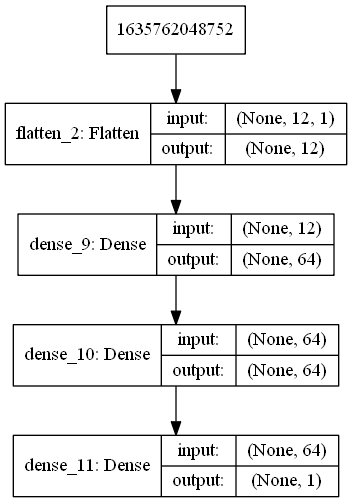 1635762048752
flatten_2: Flatten
input:
(None, 12, 1)
output:
(None, 12)
dense_9: Dense
input:
(None, 12)
output:
(None, 64)
dense_10: Dense
input:
(None, 64)
output:
(None, 64)
dense_11: Dense
input:
(None, 64)
output:
(None, 1)